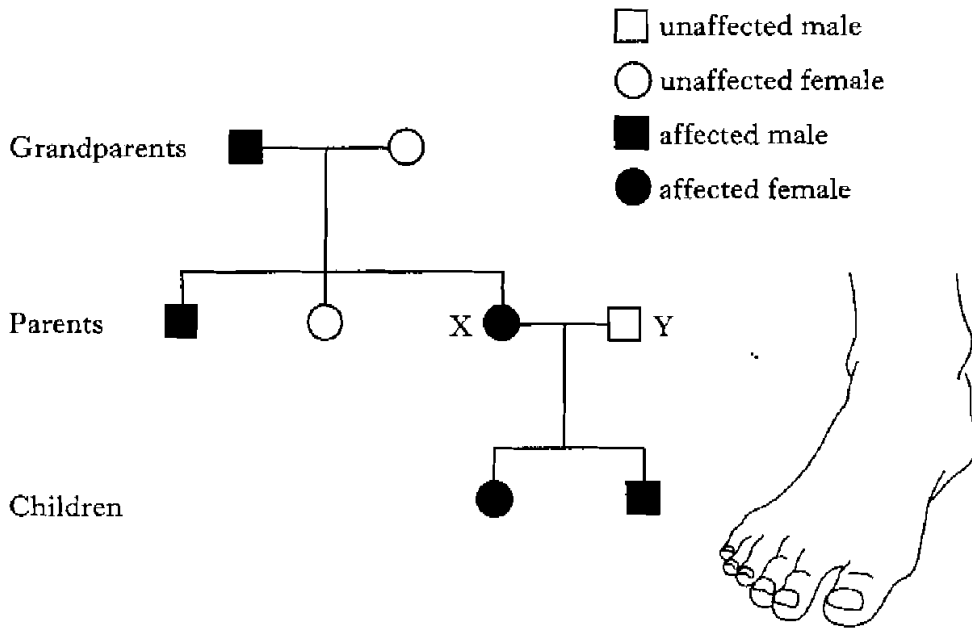 unaffected male
unaffected female
Grandparents
affected male
affected female
Parents
X
Y
Children